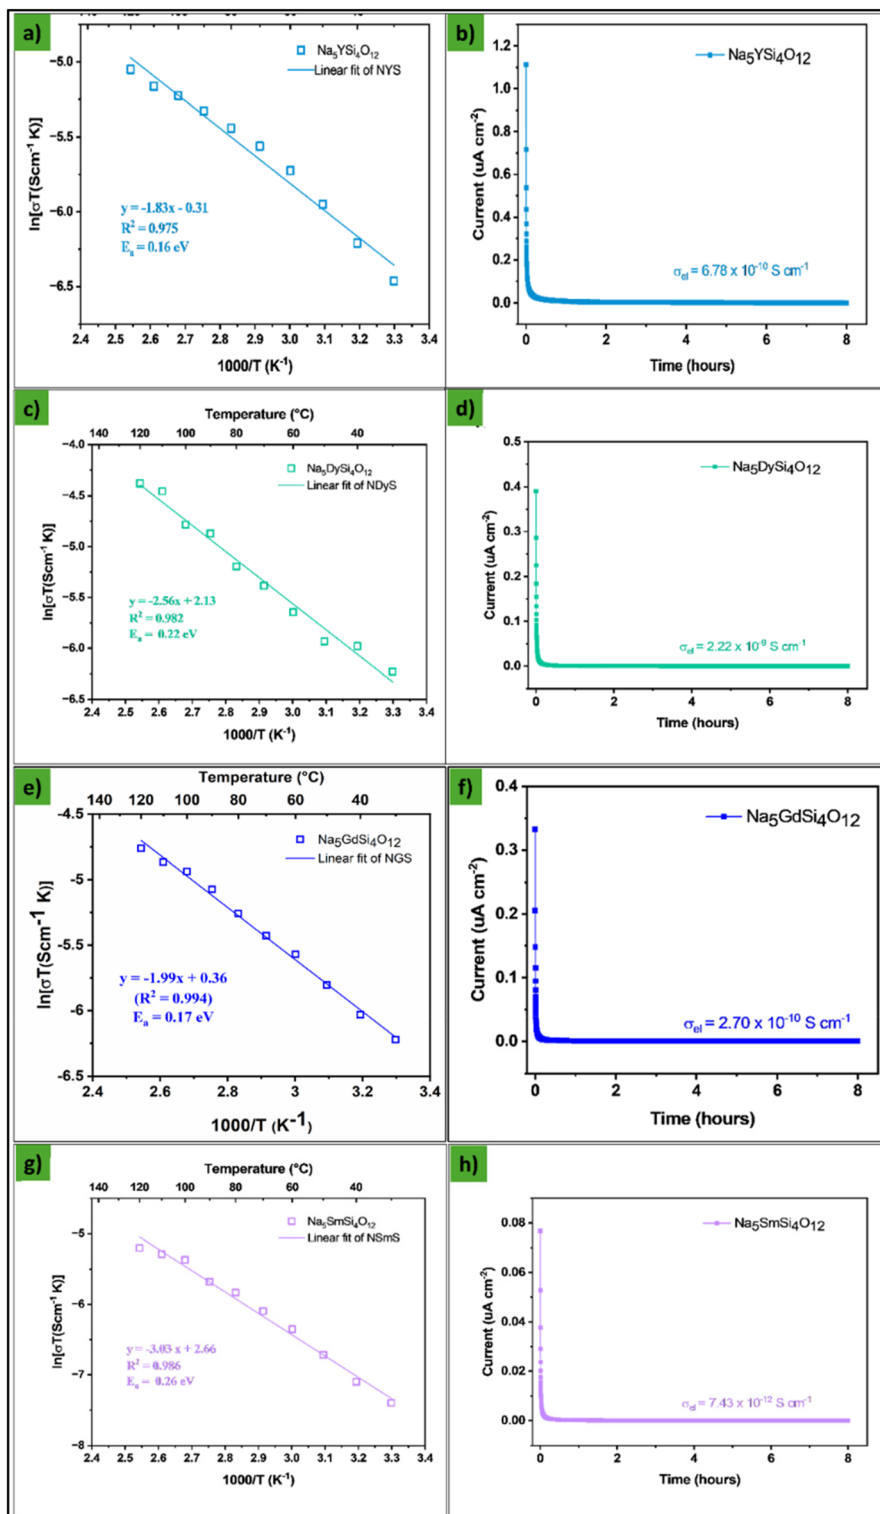 a)
120 100 80 60 40
ln[σT(Scm⁻¹ K)]
−5.0
−5.5
−6.0
−6.5
Na₅YSi₄O₁₂
Linear fit of NYS
y = -1.83x - 0.31
R² = 0.975
Eₐ = 0.16 eV
2.4 2.5 2.6 2.7 2.8 2.9 3.0 3.1 3.2 3.3 3.4
1000/T (K⁻¹)
b)
Current (uA cm⁻²)
1.2
1.0
0.8
0.6
0.4
0.2
0.0
Na₅YSi₄O₁₂
σₑₗ = 6.78 x 10⁻¹⁰ S cm⁻¹
0 2 4 6 8
Time (hours)
c)
Temperature (°C)
140 120 100 80 60 40
ln[σT(Scm⁻¹ K)]
−4.0
−4.5
−5.0
−5.5
−6.0
−6.5
Na₅DySi₄O₁₂
Linear fit of NDyS
y = -2.56x + 2.13
R² = 0.982
Eₐ = 0.22 eV
2.4 2.5 2.6 2.7 2.8 2.9 3.0 3.1 3.2 3.3 3.4
1000/T (K⁻¹)
d)
Current (uA cm⁻²)
0.5
0.4
0.3
0.2
0.1
0.0
Na₅DySi₄O₁₂
σₑₗ = 2.22 x 10⁻⁹ S cm⁻¹
0 2 4 6 8
Time (hours)
e)
Temperature (°C)
140 120 100 80 60 40
ln[σT(Scm⁻¹ K)]
-4.5
-5
-5.5
-6
-6.5
Na₅GdSi₄O₁₂
Linear fit of NGS
y = -1.99x + 0.36
(R² = 0.994)
Eₐ = 0.17 eV
2.4 2.6 2.8 3 3.2 3.4
1000/T (K⁻¹)
f)
Current (uA cm⁻²)
0.4
0.3
0.2
0.1
0.0
Na₅GdSi₄O₁₂
σₑₗ = 2.70 x 10⁻¹⁰ S cm⁻¹
0 2 4 6 8
Time (hours)
g)
Temperature (°C)
140 120 100 80 60 40
ln[σT(Scm⁻¹ K)]
−5
−6
−7
−8
Na₅SmSi₄O₁₂
Linear fit of NSmS
y = -3.03 x + 2.66
R² = 0.986
Eₐ = 0.26 eV
2.4 2.5 2.6 2.7 2.8 2.9 3.0 3.1 3.2 3.3 3.4
1000/T (K⁻¹)
h)
Current (uA cm⁻²)
0.08
0.06
0.04
0.02
0.00
Na₅SmSi₄O₁₂
σₑₗ = 7.43 x 10⁻¹² S cm⁻¹
0 2 4 6 8
Time (hours)